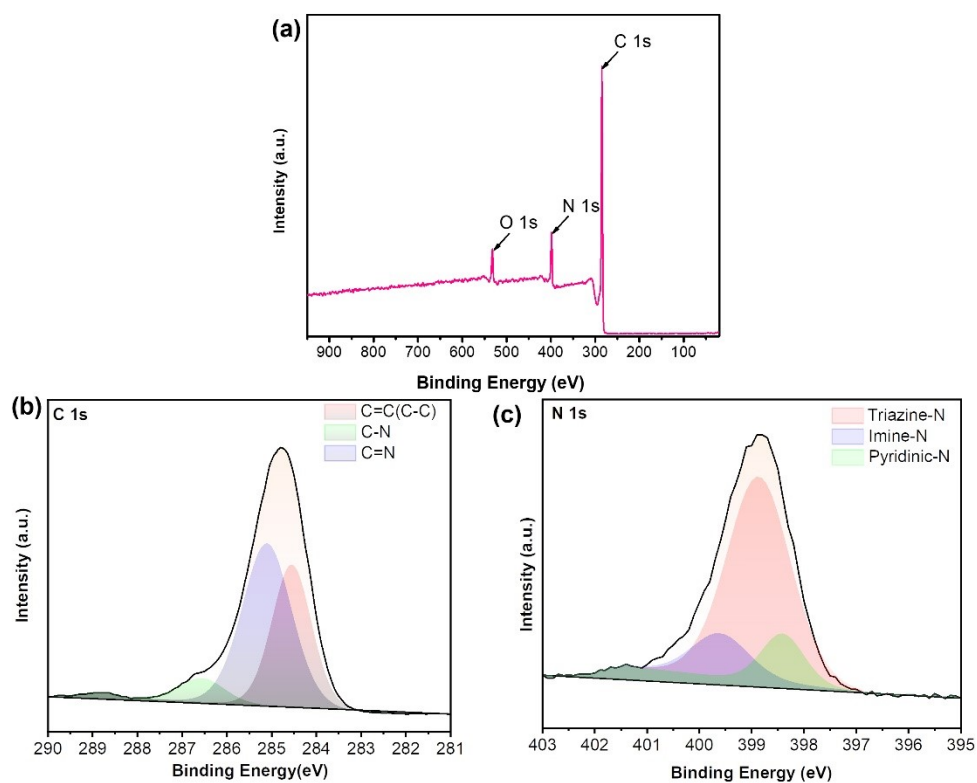 (a)
C 1s
N 1s
O 1s
Intensity (a.u.)
900 800 700 600 500 400 300 200 100
Binding Energy (eV)
(b)
C 1s
C=C(C-C)
C-N
C=N
Intensity (a.u.)
290 289 288 287 286 285 284 283 282 281
Binding Energy(eV)
(c)
N 1s
Triazine-N
Imine-N
Pyridinic-N
Intensity (a.u.)
403 402 401 400 399 398 397 396 395
Binding Energy (eV)